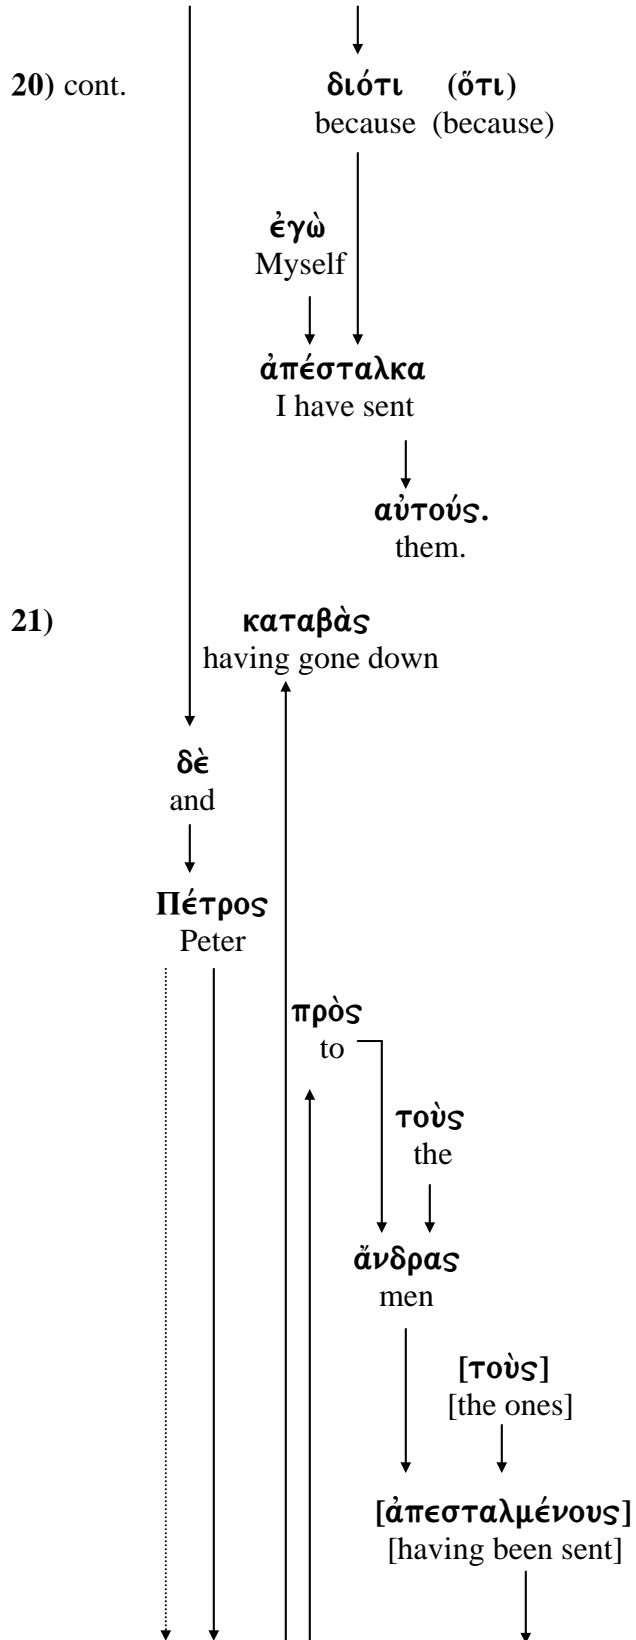 20) cont. διότι (ὅτι)
because (because)
ἐγὼ
Myself
ἀπέσταλκα
I have sent
αὐτούς.
them.
21) καταβὰς
having gone down
δὲ
and
Πέτρος
Peter
πρὸς
to
τοὺς
the
ἄνδρας
men
[τοὺς]
[the ones]
[ἀπεσταλμένους]
[having been sent]